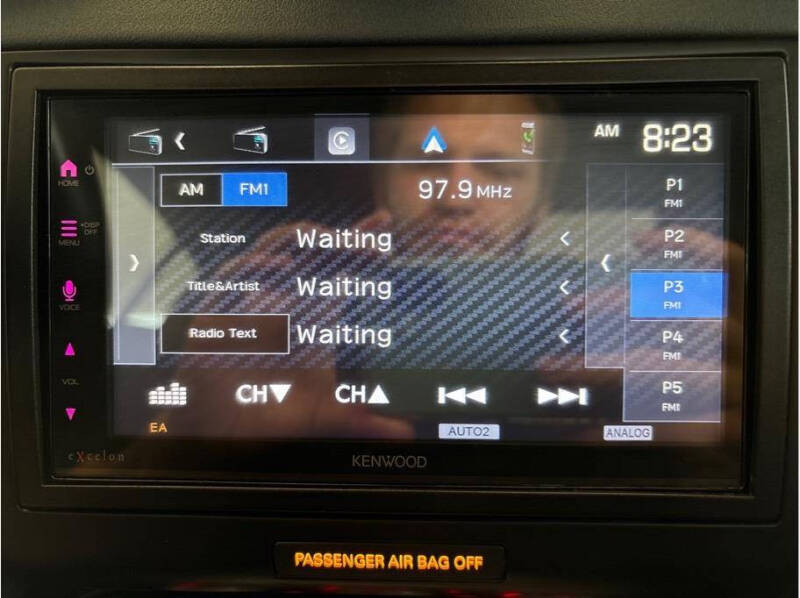 AM 8:23
HOME
+DISP
OFF
MENU
VOICE
VOL
AM FM1 97.9 MHz
Station Waiting
Title&Artist Waiting
Radio Text Waiting
P1
FM1
P2
FM1
P3
FM1
P4
FM1
P5
FM1
CH▼ CH▲
EA AUTO2 ANALOG
eXcelon
KENWOOD
PASSENGER AIR BAG OFF